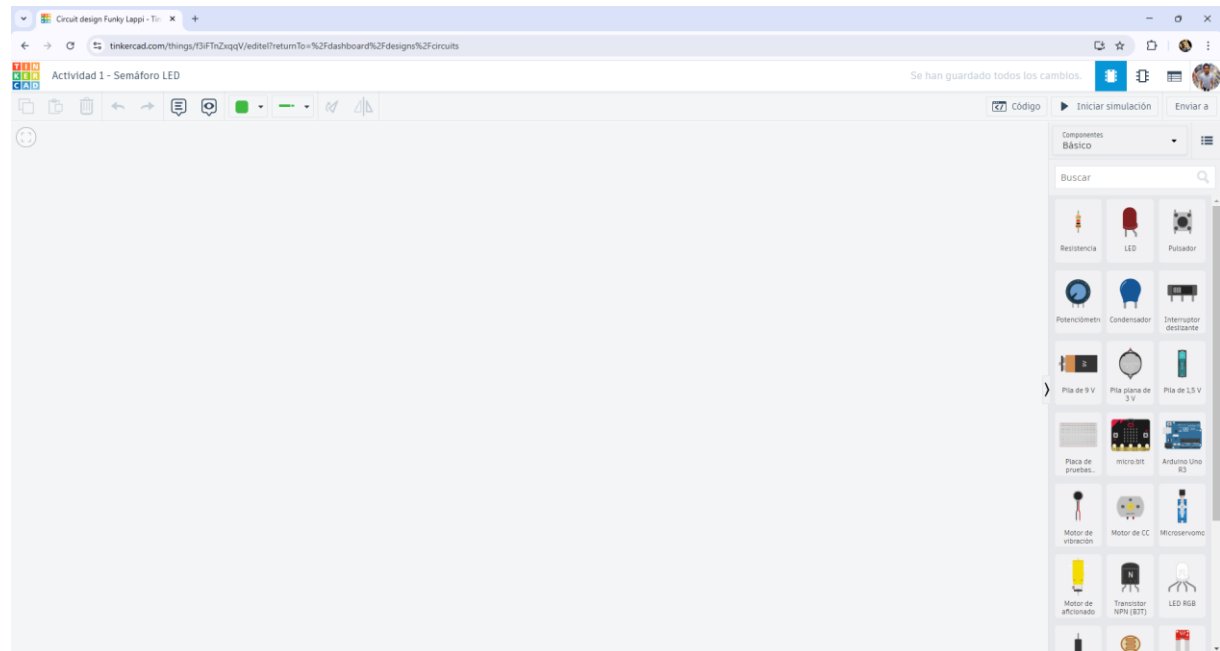 Circuit design Funky Lappi - Tin
tinkercad.com/things/f3iFTnZxqqV/editel?returnTo=%2Fdashboard%2Fdesigns%2Fcircuits
TIN
KER
CAD
Actividad 1 - Semáforo LED
Se han guardado todos los cambios.
Código
Iniciar simulación
Enviar a
Componentes
Básico
Buscar
Resistencia
LED
Pulsador
Potenciómetr
Condensador
Interruptor
deslizante
Pila de 9 V
Pila plana de
3 V
Pila de 1,5 V
Placa de
pruebas...
micro:bit
Arduino Uno
R3
Motor de
vibración
Motor de CC
Microservomo
Motor de
aficionado
N
Transistor
NPN (BJT)
LED RGB